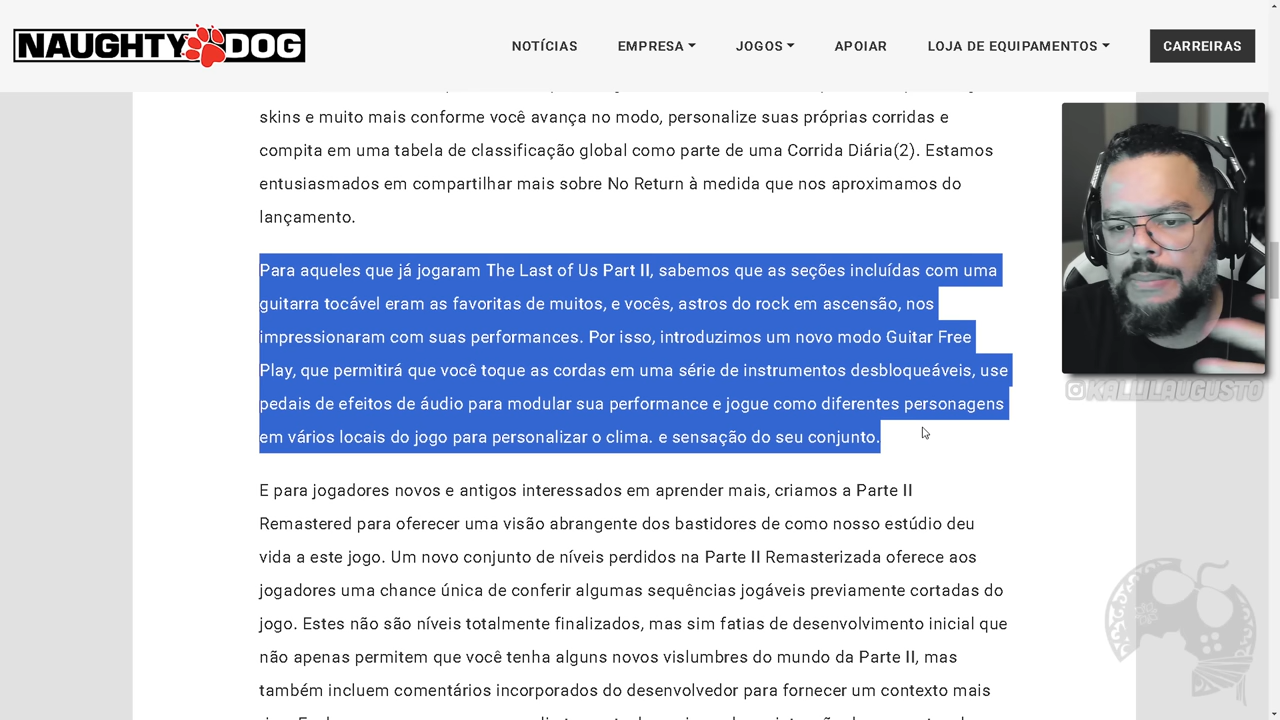 NAUGHTY DOG
NOTÍCIAS
EMPRESA
JOGOS
APOIAR
LOJA DE EQUIPAMENTOS
CARREIRAS
skins e muito mais conforme você avança no modo, personalize suas próprias corridas e
compita em uma tabela de classificação global como parte de uma Corrida Diária(2). Estamos
entusiasmados em compartilhar mais sobre No Return à medida que nos aproximamos do
lançamento.
Para aqueles que já jogaram The Last of Us Part II, sabemos que as seções incluídas com uma
guitarra tocável eram as favoritas de muitos, e vocês, astros do rock em ascensão, nos
impressionaram com suas performances. Por isso, introduzimos um novo modo Guitar Free
Play, que permitirá que você toque as cordas em uma série de instrumentos desbloqueáveis, use
pedais de efeitos de áudio para modular sua performance e jogue como diferentes personagens
em vários locais do jogo para personalizar o clima. e sensação do seu conjunto.
E para jogadores novos e antigos interessados em aprender mais, criamos a Parte II
Remastered para oferecer uma visão abrangente dos bastidores de como nosso estúdio deu
vida a este jogo. Um novo conjunto de níveis perdidos na Parte II Remasterizada oferece aos
jogadores uma chance única de conferir algumas sequências jogáveis previamente cortadas do
jogo. Estes não são níveis totalmente finalizados, mas sim fatias de desenvolvimento inicial que
não apenas permitem que você tenha alguns novos vislumbres do mundo da Parte II, mas
também incluem comentários incorporados do desenvolvedor para fornecer um contexto mais
@KALLILAUGUSTO